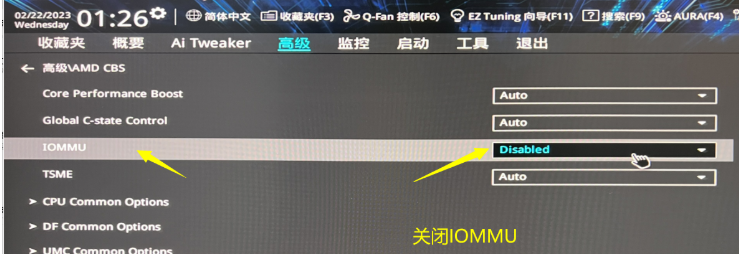 02/22/2023 Wednesday 01:26 简体中文 收藏夹(F3) Q-Fan 控制(F6) EZ Tuning 向导(F11) ? 搜索(F9) AURA(F4)
收藏夹 概要 Ai Tweaker 高级 监控 启动 工具 退出
← 高级\AMD CBS
Core Performance Boost Auto
Global C-state Control Auto
IOMMU Disabled
TSME Auto
> CPU Common Options
> DF Common Options
> UMC Common Options
关闭IOMMU